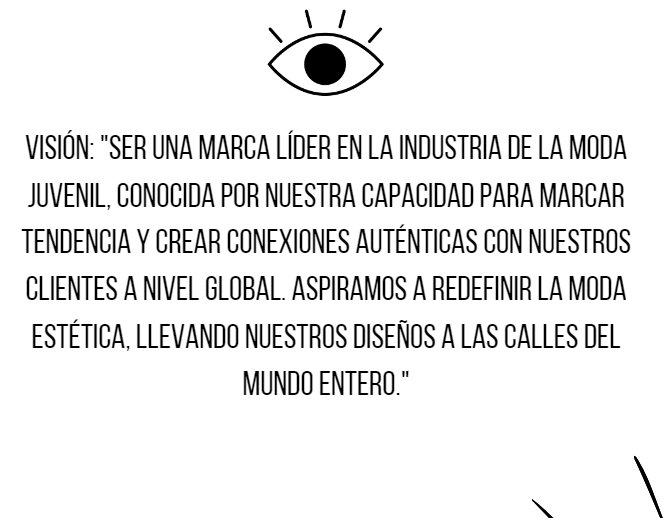 VISIÓN: "SER UNA MARCA LÍDER EN LA INDUSTRIA DE LA MODA
JUVENIL, CONOCIDA POR NUESTRA CAPACIDAD PARA MARCAR
TENDENCIA Y CREAR CONEXIONES AUTÉNTICAS CON NUESTROS
CLIENTES A NIVEL GLOBAL. ASPIRAMOS A REDEFINIR LA MODA
ESTÉTICA, LLEVANDO NUESTROS DISEÑOS A LAS CALLES DEL
MUNDO ENTERO."